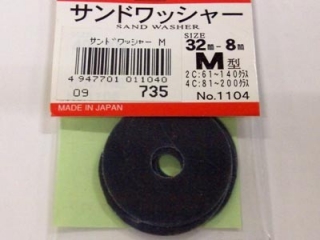 サンドワッシャー
SAND WASHER
サンドワッシャー M
4 947701 011040
09 735
SIZE
32㎜-8㎜
M型
2C:61~140クラス
4C:81~200クラス
No.1104
MADE IN JAPAN